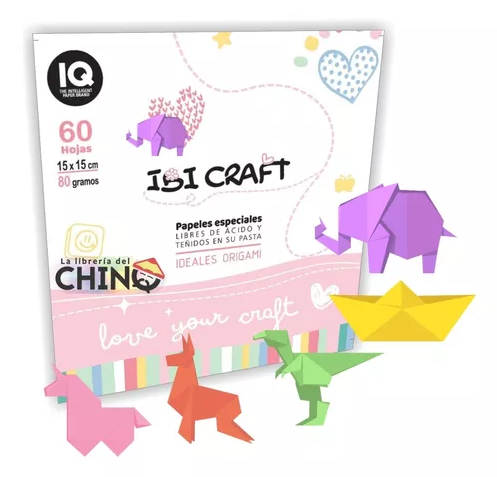 IQ
THE INTELLIGENT
PAPER BRAND
60
Hojas
15 x 15 cm
80 gramos
ISI CRAFT
Papeles especiales
LIBRES DE ÁCIDO Y
TEÑIDOS EN SU PASTA
IDEALES ORIGAMI
La librería del
CHINO
love your craft